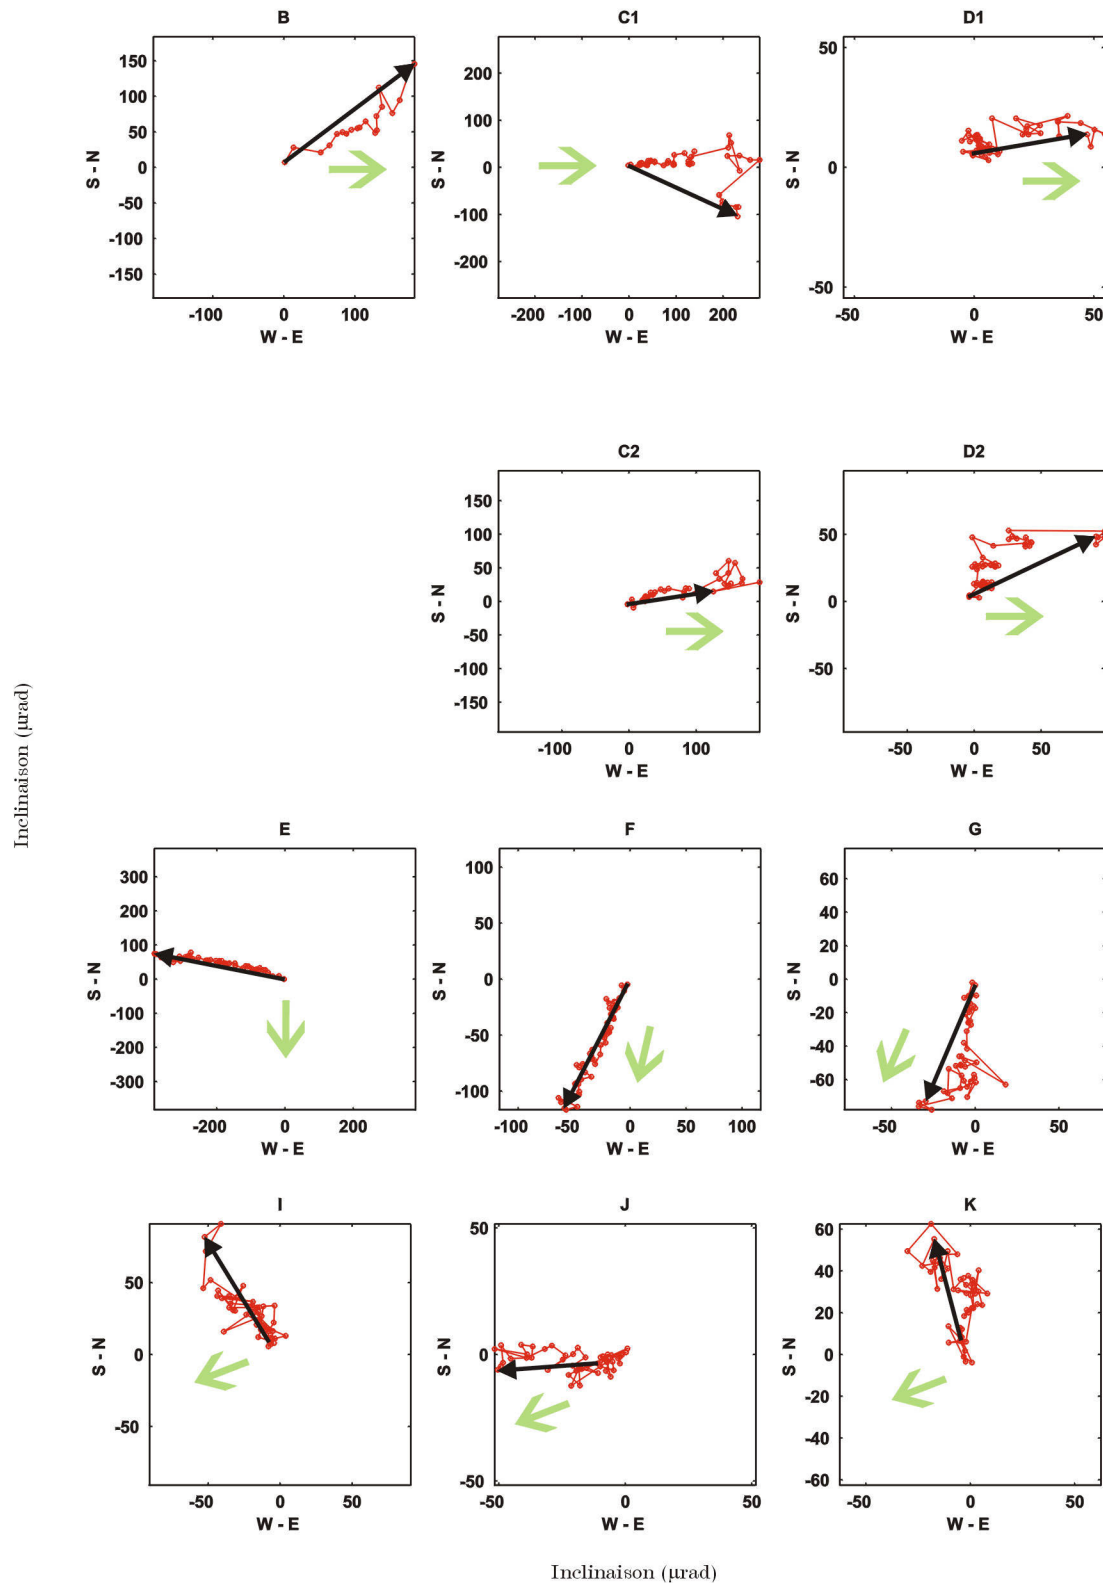 B C1 D1
150 100 50 0 -50 -100 -150
S - N
-100 0 100
W - E
200 100 0 -100 -200
S - N
-200 -100 0 100 200
W - E
50 0 -50
S - N
-50 0 50
W - E
C2 D2
150 100 50 0 -50 -100 -150
S - N
-100 0 100
W - E
50 0 -50
S - N
-50 0 50
W - E
Inclinaison (μrad)
E F G
300 200 100 0 -100 -200 -300
S - N
-200 0 200
W - E
100 50 0 -50 -100
S - N
-100 -50 0 50 100
W - E
60 40 20 0 -20 -40 -60
S - N
-50 0 50
W - E
I J K
50 0 -50
S - N
-50 0 50
W - E
50 0 -50
S - N
-50 0 50
W - E
60 40 20 0 -20 -40 -60
S - N
-50 0 50
W - E
Inclinaison (μrad)